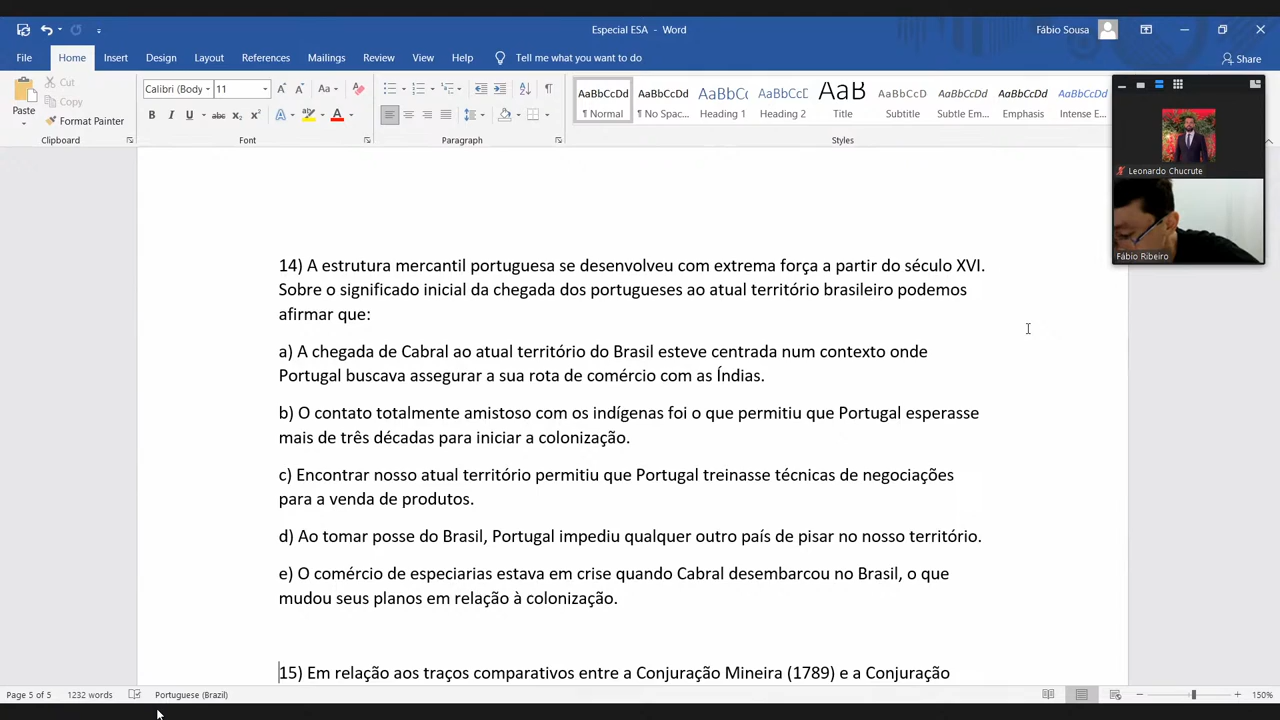 Especial ESA - Word
Fábio Sousa
File Home Insert Design Layout References Mailings Review View Help Tell me what you want to do
Share
Paste
Cut
Copy
Format Painter
Calibri (Body 11
B I U abc x₂ x²
AaBbCcDd AaBbCcDd AaBbC AaBbCcD AaB AaBbCcD AaBbCcDd AaBbCcDd AaBbCcDd
¶ Normal ¶ No Spac... Heading 1 Heading 2 Title Subtitle Subtle Em... Emphasis Intense E...
Clipboard Font Paragraph Styles
Leonardo Chucrute
Fábio Ribeiro
14) A estrutura mercantil portuguesa se desenvolveu com extrema força a partir do século XVI.
Sobre o significado inicial da chegada dos portugueses ao atual território brasileiro podemos
afirmar que:
a) A chegada de Cabral ao atual território do Brasil esteve centrada num contexto onde
Portugal buscava assegurar a sua rota de comércio com as Índias.
b) O contato totalmente amistoso com os indígenas foi o que permitiu que Portugal esperasse
mais de três décadas para iniciar a colonização.
c) Encontrar nosso atual território permitiu que Portugal treinasse técnicas de negociações
para a venda de produtos.
d) Ao tomar posse do Brasil, Portugal impediu qualquer outro país de pisar no nosso território.
e) O comércio de especiarias estava em crise quando Cabral desembarcou no Brasil, o que
mudou seus planos em relação à colonização.
15) Em relação aos traços comparativos entre a Conjuração Mineira (1789) e a Conjuração
Page 5 of 5 1232 words Portuguese (Brazil) 150%